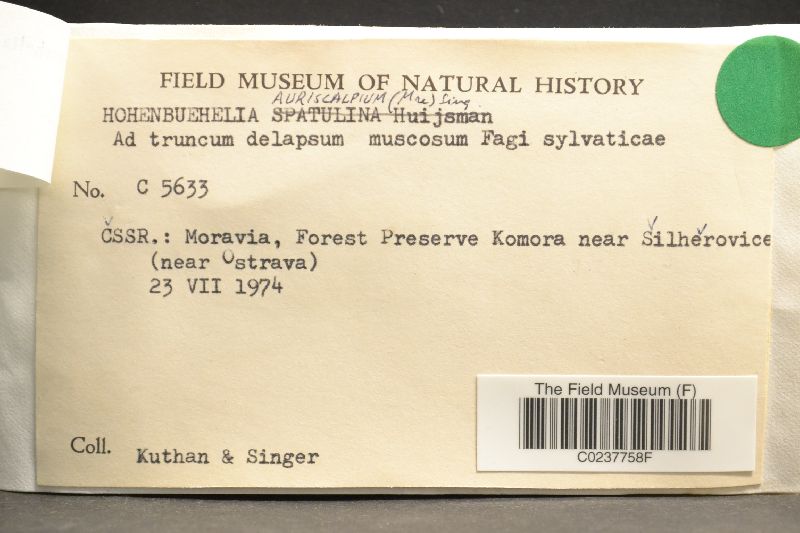 FIELD MUSEUM OF NATURAL HISTORY
AURISCALPIUM (Mre) Sing.
HOHENBUEHELIA SPATULINA Huijsman
Ad truncum delapsum muscosum Fagi sylvaticae
No. C 5633
ČSSR.: Moravia, Forest Preserve Komora near Šilheřovice
(near Ostrava)
23 VII 1974
The Field Museum (F)
C0237758F
Coll. Kuthan & Singer